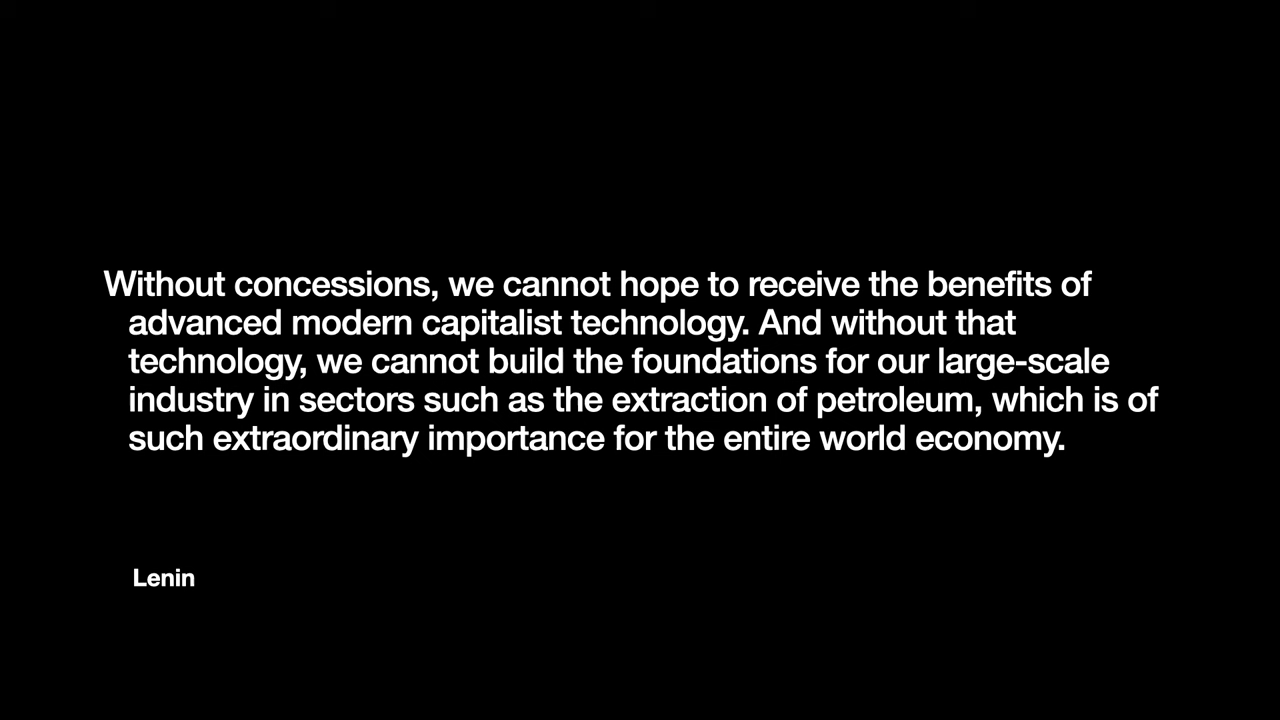 Without concessions, we cannot hope to receive the benefits of
advanced modern capitalist technology. And without that
technology, we cannot build the foundations for our large-scale
industry in sectors such as the extraction of petroleum, which is of
such extraordinary importance for the entire world economy.
Lenin